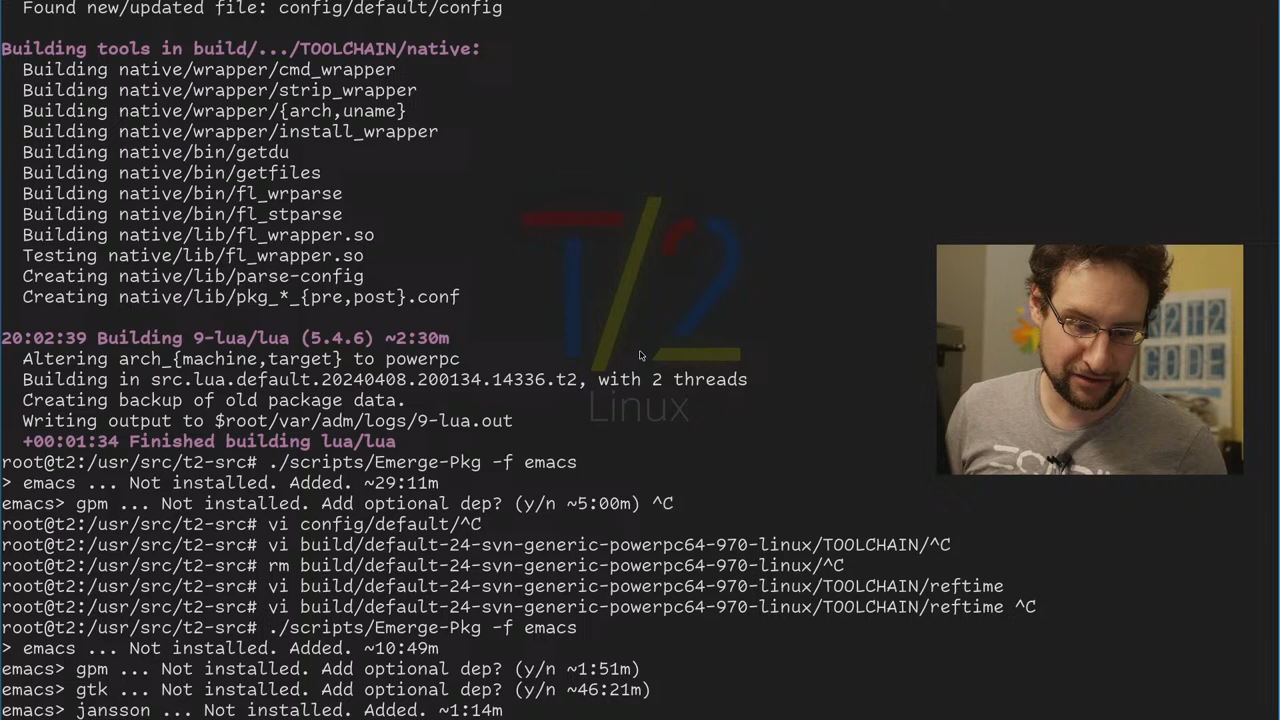 Found new/updated file: config/default/config
Building tools in build/.../TOOLCHAIN/native:
Building native/wrapper/cmd_wrapper
Building native/wrapper/strip_wrapper
Building native/wrapper/{arch,uname}
Building native/wrapper/install_wrapper
Building native/bin/getdu
Building native/bin/getfiles
Building native/bin/fl_wrparse
Building native/bin/fl_stparse
Building native/lib/fl_wrapper.so
Testing native/lib/fl_wrapper.so
Creating native/lib/parse-config
Creating native/lib/pkg_*_{pre,post}.conf
20:02:39 Building 9-lua/lua (5.4.6) ~2:30m
Altering arch_{machine,target} to powerpc
Building in src.lua.default.20240408.200134.14336.t2, with 2 threads
Creating backup of old package data.
Writing output to $root/var/adm/logs/9-lua.out
+00:01:34 Finished building lua/lua
root@t2:/usr/src/t2-src# ./scripts/Emerge-Pkg -f emacs
> emacs ... Not installed. Added. ~29:11m
emacs> gpm ... Not installed. Add optional dep? (y/n ~5:00m) ^C
root@t2:/usr/src/t2-src# vi config/default/^C
root@t2:/usr/src/t2-src# vi build/default-24-svn-generic-powerpc64-970-linux/TOOLCHAIN/^C
root@t2:/usr/src/t2-src# rm build/default-24-svn-generic-powerpc64-970-linux/^C
root@t2:/usr/src/t2-src# vi build/default-24-svn-generic-powerpc64-970-linux/TOOLCHAIN/reftime
root@t2:/usr/src/t2-src# vi build/default-24-svn-generic-powerpc64-970-linux/TOOLCHAIN/reftime ^C
root@t2:/usr/src/t2-src# ./scripts/Emerge-Pkg -f emacs
> emacs ... Not installed. Added. ~10:49m
emacs> gpm ... Not installed. Add optional dep? (y/n ~1:51m)
emacs> gtk ... Not installed. Add optional dep? (y/n ~46:21m)
emacs> jansson ... Not installed. Added. ~1:14m
T/2
Linux
CODE